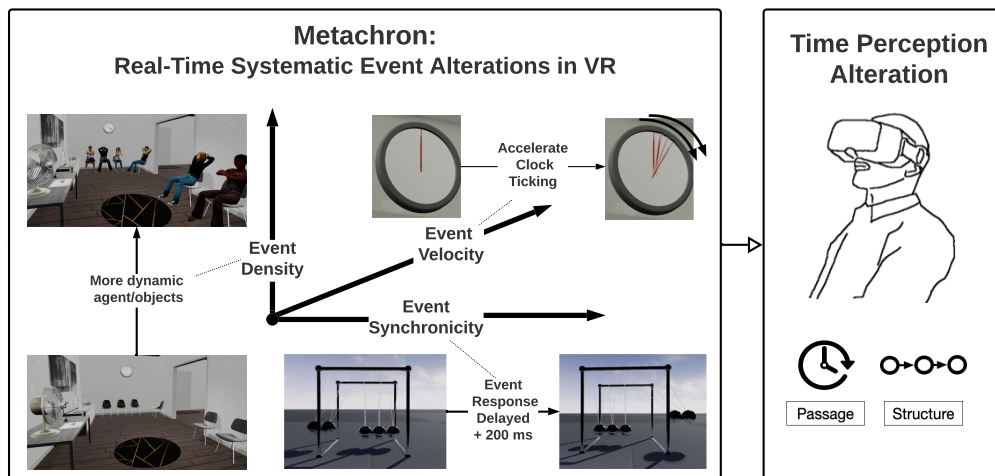 Metachron:
Real-Time Systematic Event Alterations in VR
Accelerate
Clock
Ticking
Event
Velocity
Event
Density
More dynamic
agent/objects
Event
Synchronicity
Event
Response
Delayed
+ 200 ms
Time Perception
Alteration
Passage
Structure